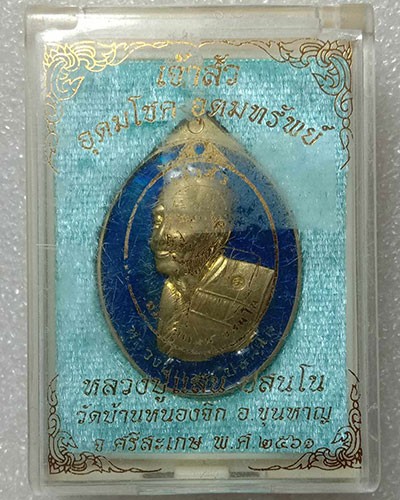 เจ้าสัว
อุดมโชค อุดมทรัพย์
หลวงปู่แสน ปสนฺโน
วัดบ้านหนองจิก อ.ขุนหาญ
จ.ศรีสะเกษ พ.ศ.๒๕๖๑